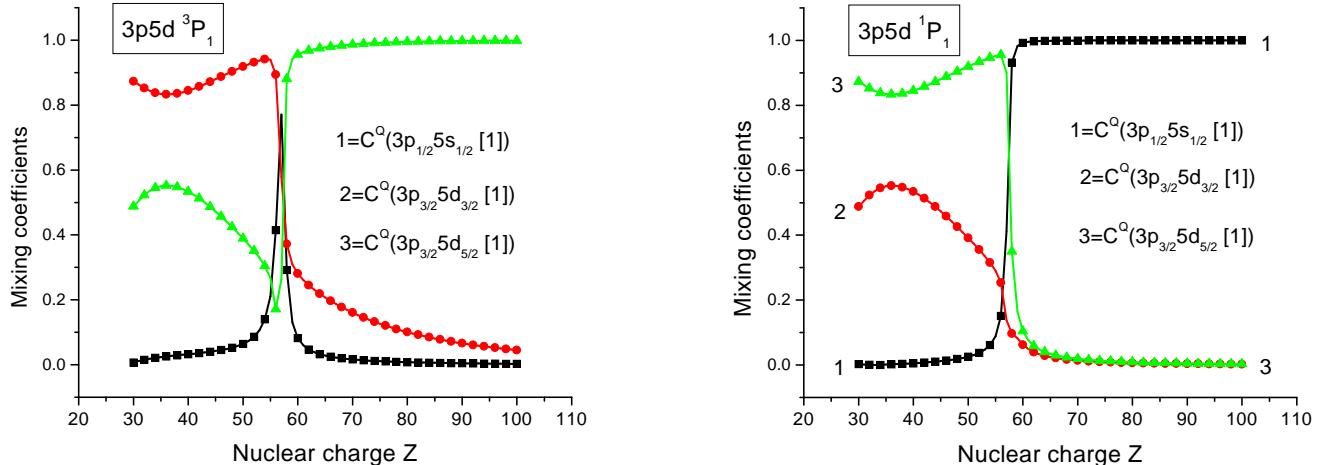 3p5d ³P₁
1.0
0.8
0.6
0.4
0.2
0.0
Mixing coefficients
1=C^Q(3p₁/₂5s₁/₂ [1])
2=C^Q(3p₃/₂5d₃/₂ [1])
3=C^Q(3p₃/₂5d₅/₂ [1])
20 30 40 50 60 70 80 90 100 110
Nuclear charge Z
3p5d ¹P₁
1.0
0.8
0.6
0.4
0.2
0.0
Mixing coefficients
1
3
1=C^Q(3p₁/₂5s₁/₂ [1])
2=C^Q(3p₃/₂5d₃/₂ [1])
2
3=C^Q(3p₃/₂5d₅/₂ [1])
1
3
20 30 40 50 60 70 80 90 100 110
Nuclear charge Z